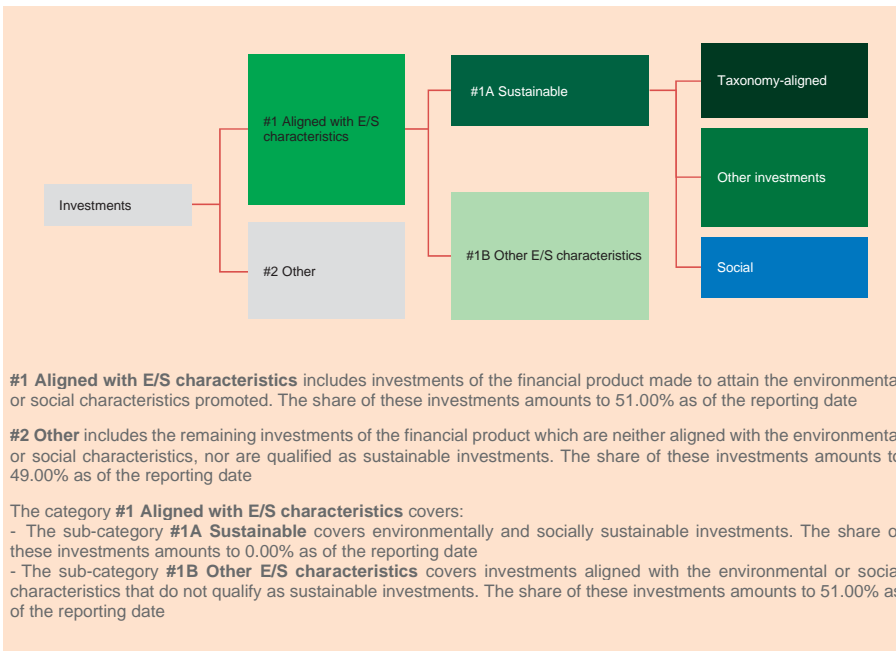 Taxonomy-aligned
#1A Sustainable
#1 Aligned with E/S
characteristics
Other investments
Investments
#1B Other E/S characteristics
#2 Other
Social
#1 Aligned with E/S characteristics includes investments of the financial product made to attain the environmenta
or social characteristics promoted. The share of these investments amounts to 51.00% as of the reporting date
#2 Other includes the remaining investments of the financial product which are neither aligned with the environmenta
or social characteristics, nor are qualified as sustainable investments. The share of these investments amounts to
49.00% as of the reporting date
The category #1 Aligned with E/S characteristics covers:
- The sub-category #1A Sustainable covers environmentally and socially sustainable investments. The share o
these investments amounts to 0.00% as of the reporting date
- The sub-category #1B Other E/S characteristics covers investments aligned with the environmental or socia
characteristics that do not qualify as sustainable investments. The share of these investments amounts to 51.00% as
of the reporting date